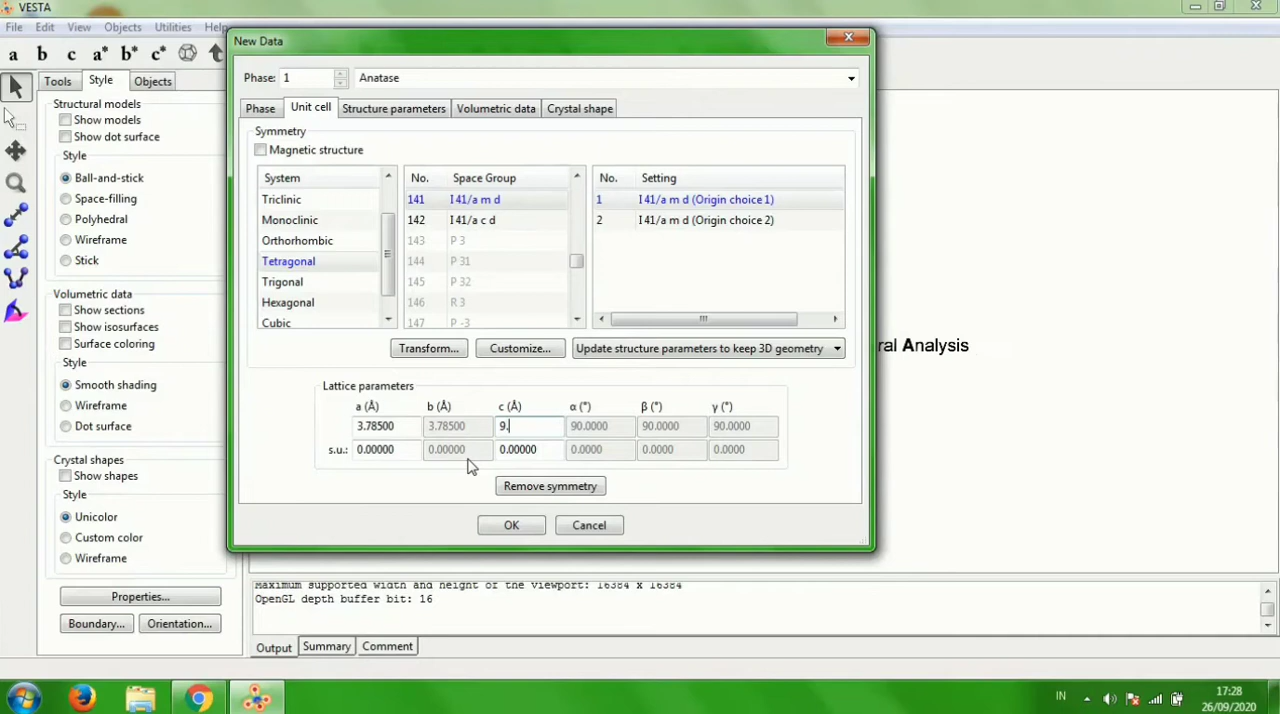 VESTA
File Edit View Objects Utilities Help
a b c a* b* c*
Tools Style Objects
Structural models
Show models
Show dot surface
Style
Ball-and-stick
Space-filling
Polyhedral
Wireframe
Stick
Volumetric data
Show sections
Show isosurfaces
Surface coloring
Style
Smooth shading
Wireframe
Dot surface
Crystal shapes
Show shapes
Style
Unicolor
Custom color
Wireframe
Properties...
Boundary... Orientation...
New Data
Phase: 1 Anatase
Phase Unit cell Structure parameters Volumetric data Crystal shape
Symmetry
Magnetic structure
System No. Space Group No. Setting
Triclinic 141 I 41/a m d 1 I 41/a m d (Origin choice 1)
Monoclinic 142 I 41/a c d 2 I 41/a m d (Origin choice 2)
Orthorhombic 143 P 3
Tetragonal 144 P 31
Trigonal 145 P 32
Hexagonal 146 R 3
Cubic 147 P -3
Transform... Customize... Update structure parameters to keep 3D geometry
Lattice parameters
a (Å) b (Å) c (Å) α (°) β (°) γ (°)
3.78500 3.78500 9. 90.0000 90.0000 90.0000
s.u.: 0.00000 0.00000 0.00000 0.0000 0.0000 0.0000
Remove symmetry
OK Cancel
ral Analysis
Maximum supported width and height of the viewport: 16384 x 16384
OpenGL depth buffer bit: 16
Output Summary Comment
IN 17:28
26/09/2020